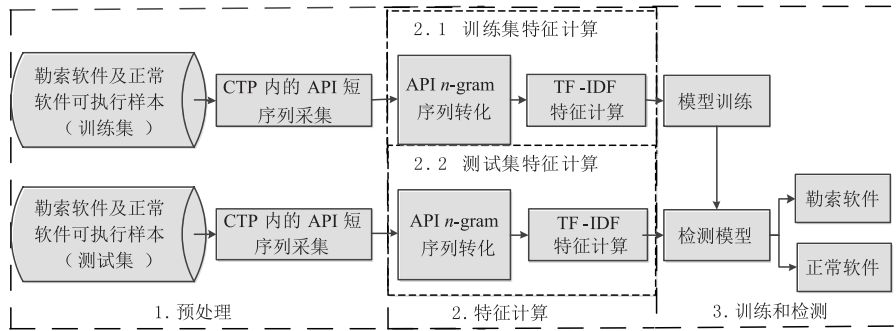 2.1 训练集特征计算
勒索软件及正常
软件可执行样本
（ 训练集 ）
CTP 内的 API 短
序列采集
API n-gram
序列转化
TF -IDF
特征计算
模型训练
2.2 测试集特征计算
勒索软件及正常
软件可执行样本
（ 测试集 ）
CTP 内的 API 短
序列采集
API n-gram
序列转化
TF-IDF
特征计算
检测模型
勒索软件
正常软件
1.预处理
2.特征计算
3.训练和检测